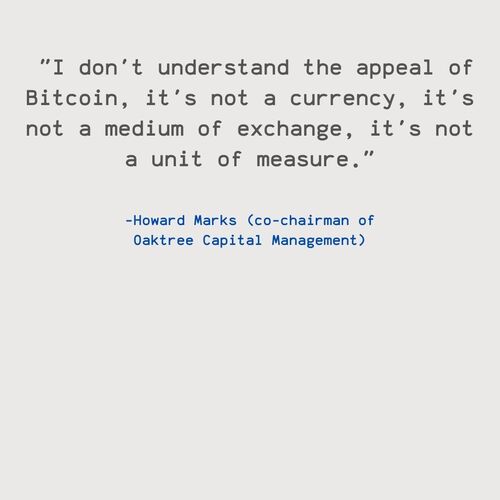 "I don't understand the appeal of
Bitcoin, it's not a currency, it's
not a medium of exchange, it's not
a unit of measure."
-Howard Marks (co-chairman of
Oaktree Capital Management)